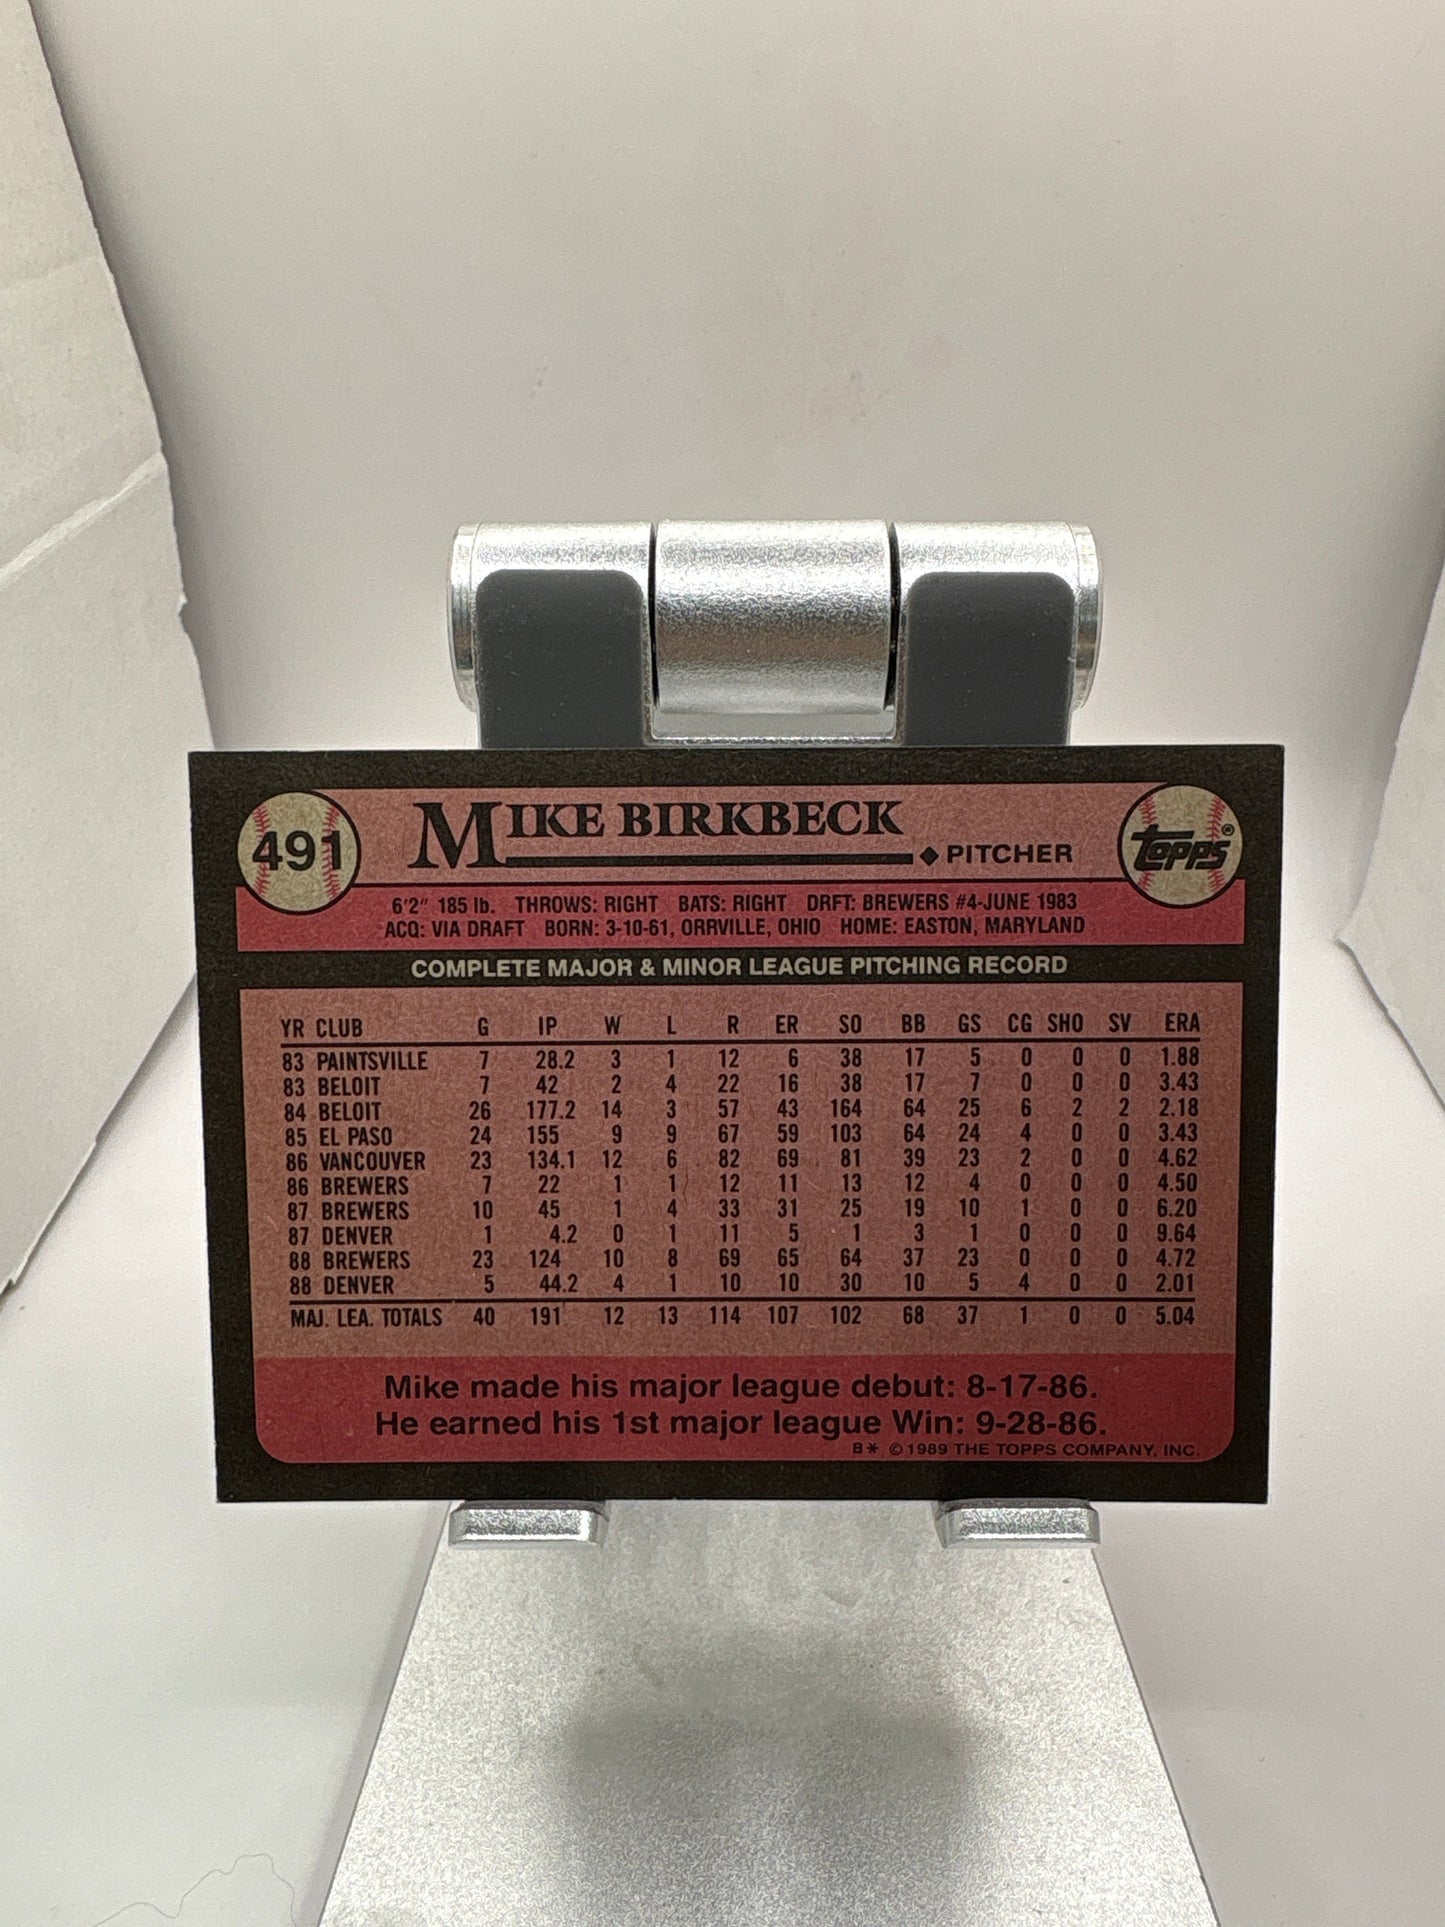 491
MIKE BIRKBECK
◆ PITCHER
TOPPS®
6'2" 185 lb. THROWS: RIGHT BATS: RIGHT DRFT: BREWERS #4-JUNE 1983
ACQ: VIA DRAFT BORN: 3-10-61, ORRVILLE, OHIO HOME: EASTON, MARYLAND
COMPLETE MAJOR & MINOR LEAGUE PITCHING RECORD
YR CLUB G IP W L R ER SO BB GS CG SHO SV ERA
83 PAINTSVILLE 7 28.2 3 1 12 6 38 17 5 0 0 0 1.88
83 BELOIT 7 42 2 4 22 16 38 17 7 0 0 0 3.43
84 BELOIT 26 177.2 14 3 57 43 164 64 25 6 2 2 2.18
85 EL PASO 24 155 9 9 67 59 103 64 24 4 0 0 3.43
86 VANCOUVER 23 134.1 12 6 82 69 81 39 23 2 0 0 4.62
86 BREWERS 7 22 1 1 12 11 13 12 4 0 0 0 4.50
87 BREWERS 10 45 1 4 33 31 25 19 10 1 0 0 6.20
87 DENVER 1 4.2 0 1 11 5 1 3 1 0 0 0 9.64
88 BREWERS 23 124 10 8 69 65 64 37 23 0 0 0 4.72
88 DENVER 5 44.2 4 1 10 10 30 10 5 4 0 0 2.01
MAJ. LEA. TOTALS 40 191 12 13 114 107 102 68 37 1 0 0 5.04
Mike made his major league debut: 8-17-86.
He earned his 1st major league Win: 9-28-86.
B* © 1989 THE TOPPS COMPANY, INC.